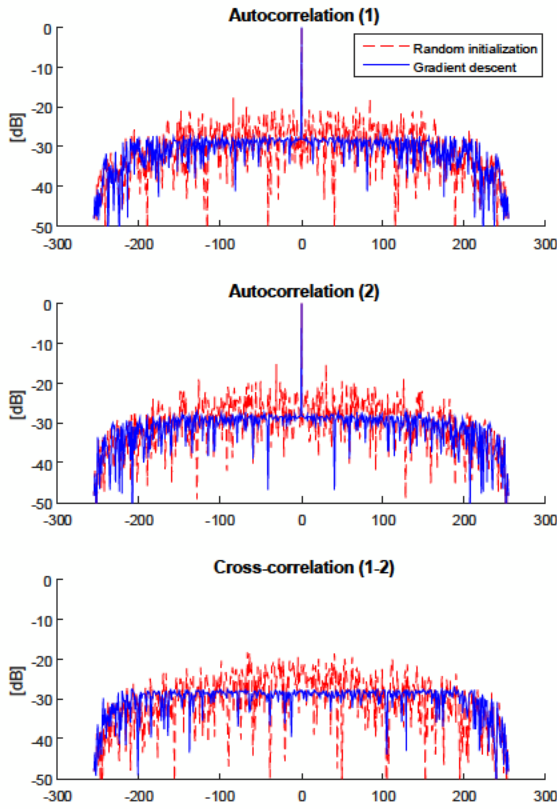 Autocorrelation (1)
0
-10
-20
-30
-40
-50
[dB]
Random initialization
Gradient descent
-300 -200 -100 0 100 200 300
Autocorrelation (2)
0
-10
-20
-30
-40
-50
[dB]
-300 -200 -100 0 100 200 300
Cross-correlation (1-2)
0
-10
-20
-30
-40
-50
[dB]
-300 -200 -100 0 100 200 300